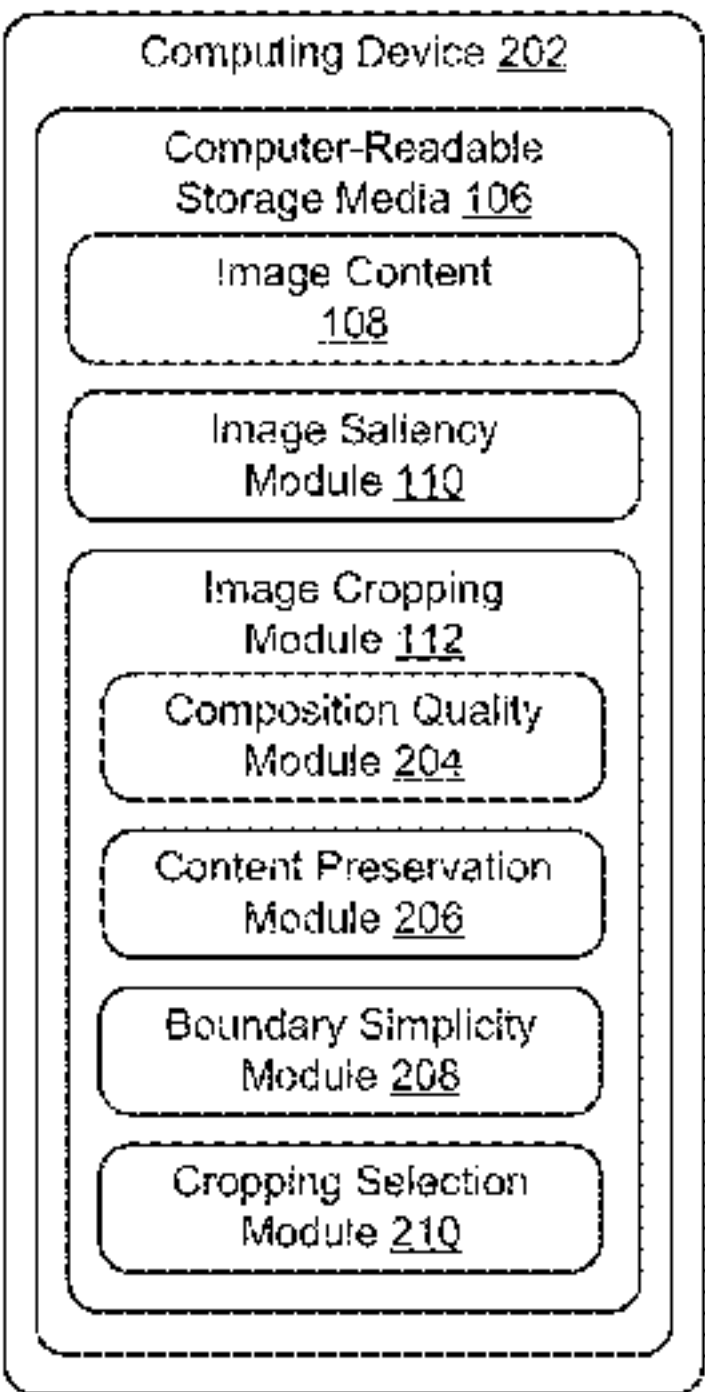 Computing Device 202
Computer-Readable
Storage Media 106
Image Content
108
Image Saliency
Module 110
Image Cropping
Module 112
Composition Quality
Module 204
Content Preservation
Module 206
Boundary Simplicity
Module 208
Cropping Selection
Module 210